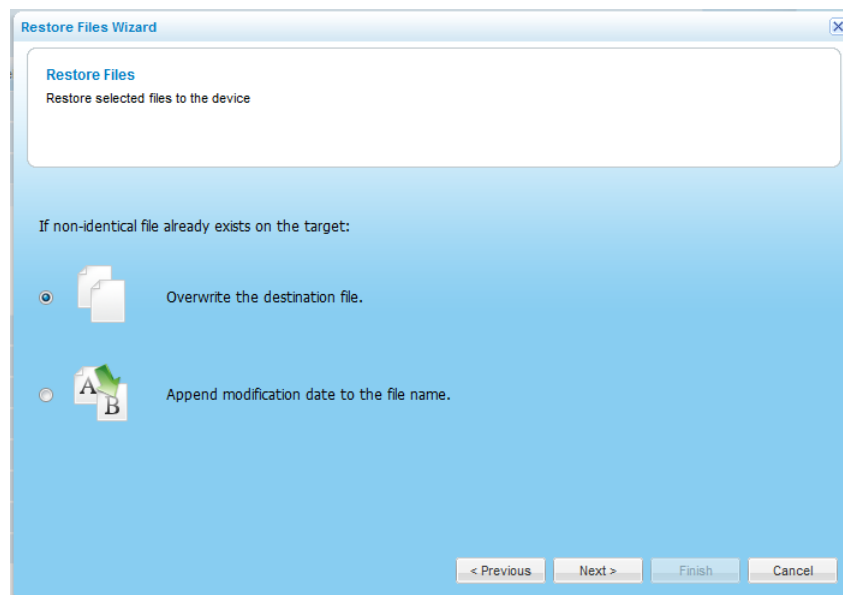 Restore Files Wizard
Restore Files
Restore selected files to the device
If non-identical file already exists on the target:
Overwrite the destination file.
A
B
Append modification date to the file name.
< Previous
Next >
Finish
Cancel